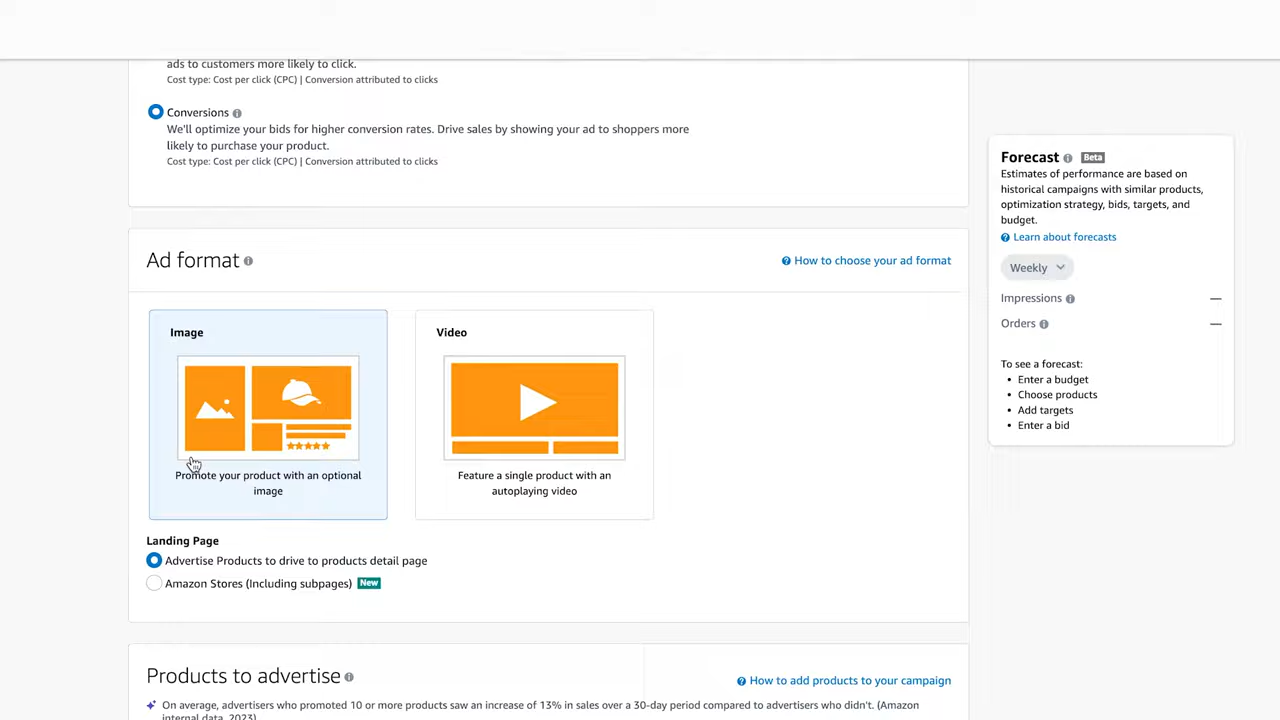 ads to customers more likely to click.
Cost type: Cost per click (CPC) | Conversion attributed to clicks
Conversions
We'll optimize your bids for higher conversion rates. Drive sales by showing your ad to shoppers more
likely to purchase your product.
Cost type: Cost per click (CPC) | Conversion attributed to clicks
Ad format
How to choose your ad format
Image
Promote your product with an optional
image
Video
Feature a single product with an
autoplaying video
Landing Page
Advertise Products to drive to products detail page
Amazon Stores (Including subpages) New
Products to advertise
How to add products to your campaign
On average, advertisers who promoted 10 or more products saw an increase of 13% in sales over a 30-day period compared to advertisers who didn't. (Amazon
internal data, 2023)
Forecast Beta
Estimates of performance are based on
historical campaigns with similar products,
optimization strategy, bids, targets, and
budget.
Learn about forecasts
Weekly
Impressions —
Orders —
To see a forecast:
• Enter a budget
• Choose products
• Add targets
• Enter a bid